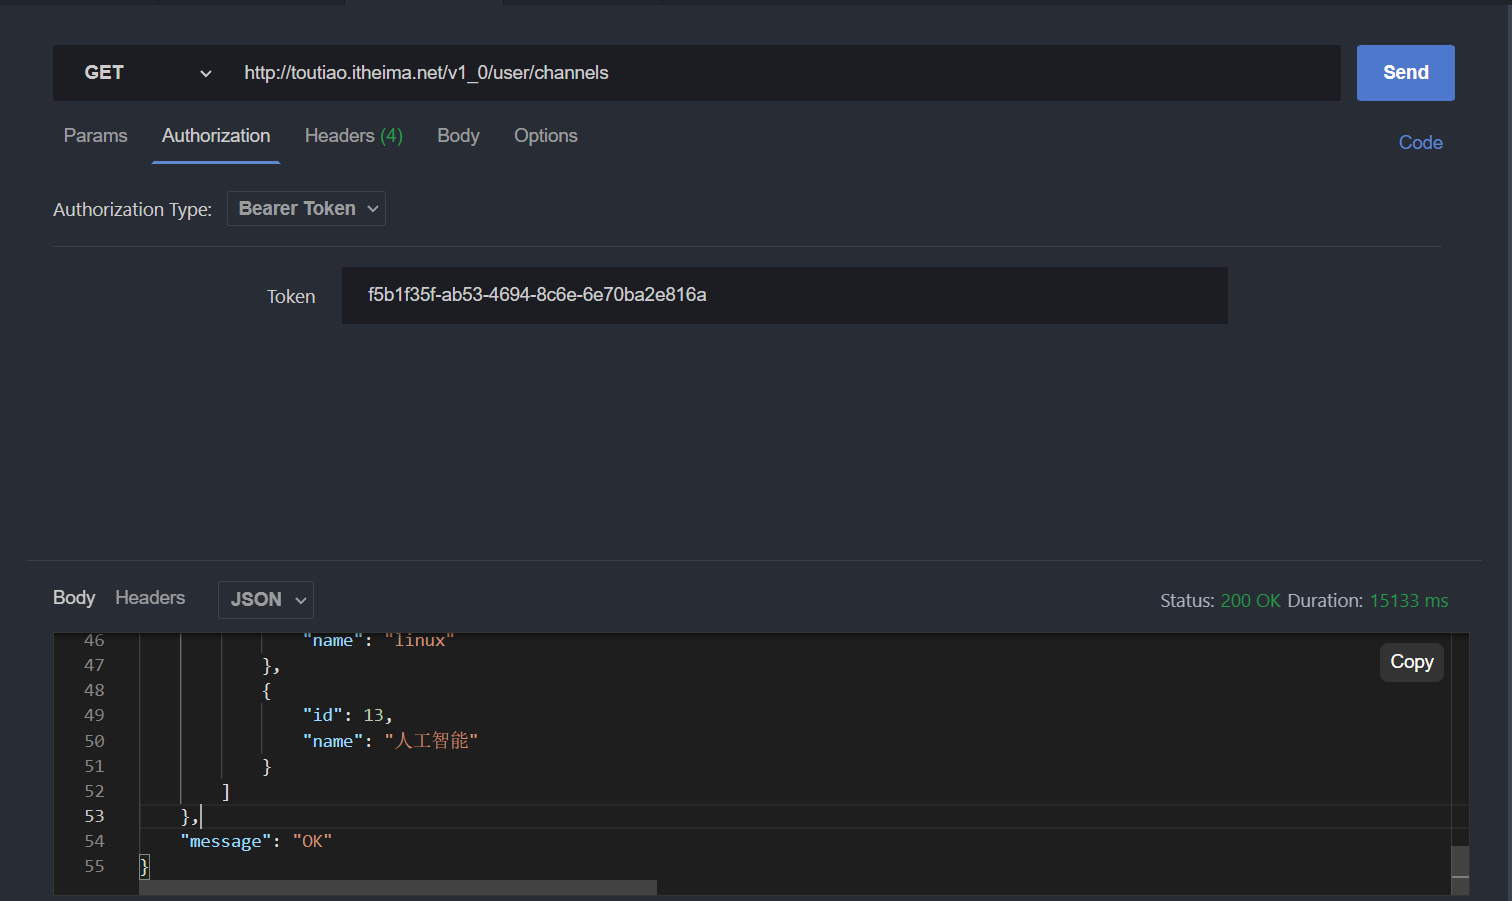 GET http://toutiao.itheima.net/v1_0/user/channels Send
Params Authorization Headers (4) Body Options Code
Authorization Type: Bearer Token
Token f5b1f35f-ab53-4694-8c6e-6e70ba2e816a
Body Headers JSON Status: 200 OK Duration: 15133 ms
46 "name": "linux"
Copy
47 },
48 {
49 "id": 13,
50 "name": "人工智能"
51 }
52 ]
53 },
54 "message": "OK"
55 }